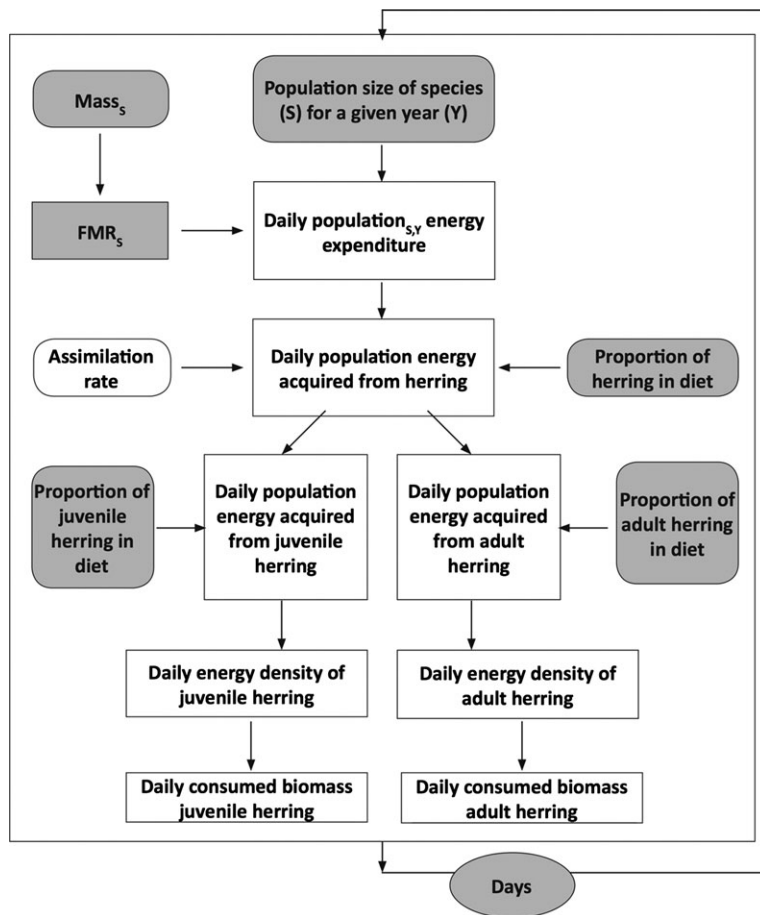 Population size of species
(S) for a given year (Y)
Mass_S
FMR_S
Daily population_S,Y energy
expenditure
Assimilation
rate
Daily population energy
acquired from herring
Proportion of
herring in diet
Proportion of
juvenile herring in
diet
Daily population
energy acquired
from juvenile
herring
Daily population
energy acquired
from adult
herring
Proportion of
adult herring
in diet
Daily energy density of
juvenile herring
Daily energy density of
adult herring
Daily consumed biomass
juvenile herring
Daily consumed biomass
adult herring
Days